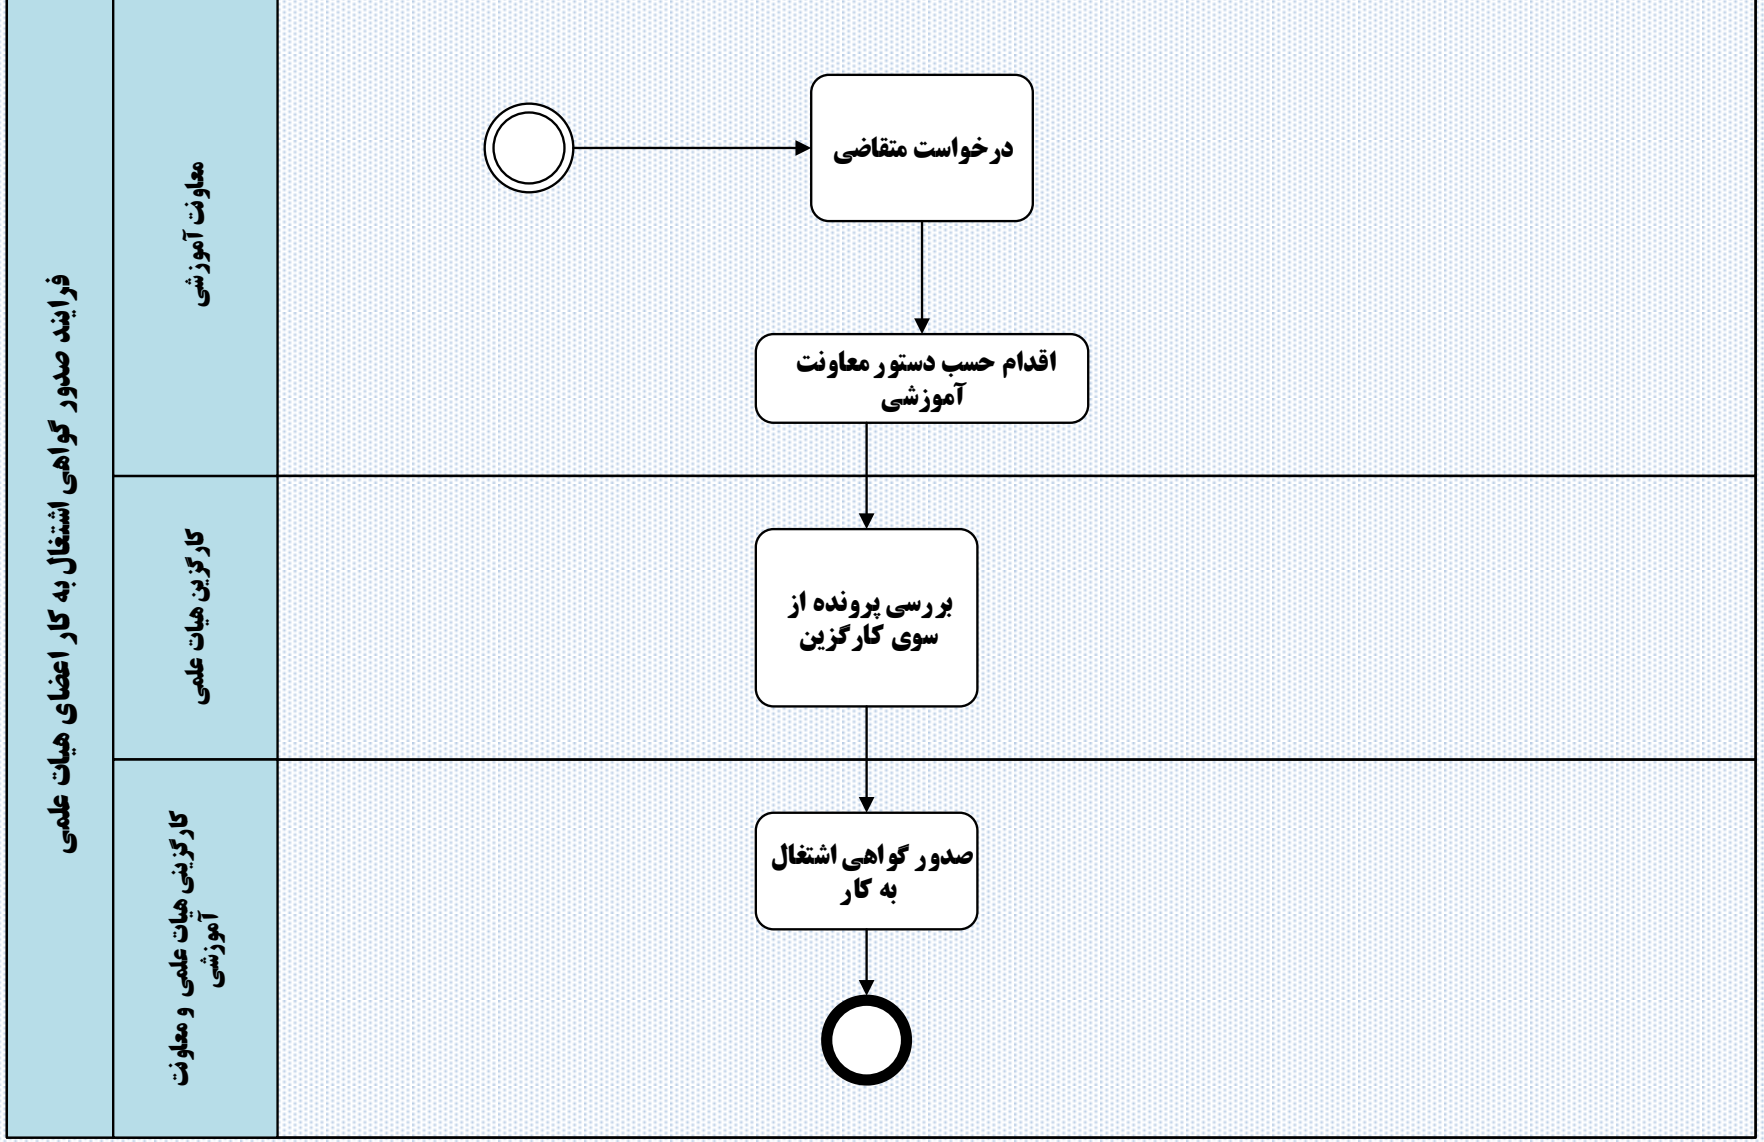 فرایند صدور گواهی اشتغال به کار اعضای هیات علمی
معاونت آموزشی
درخواست متقاضی
اقدام حسب دستور معاونت
آموزشی
کارگزین هیات علمی
بررسی پرونده از
سوی کارگزین
کارگزینی هیات علمی و معاونت
آموزشی
صدور گواهی اشتغال
به کار